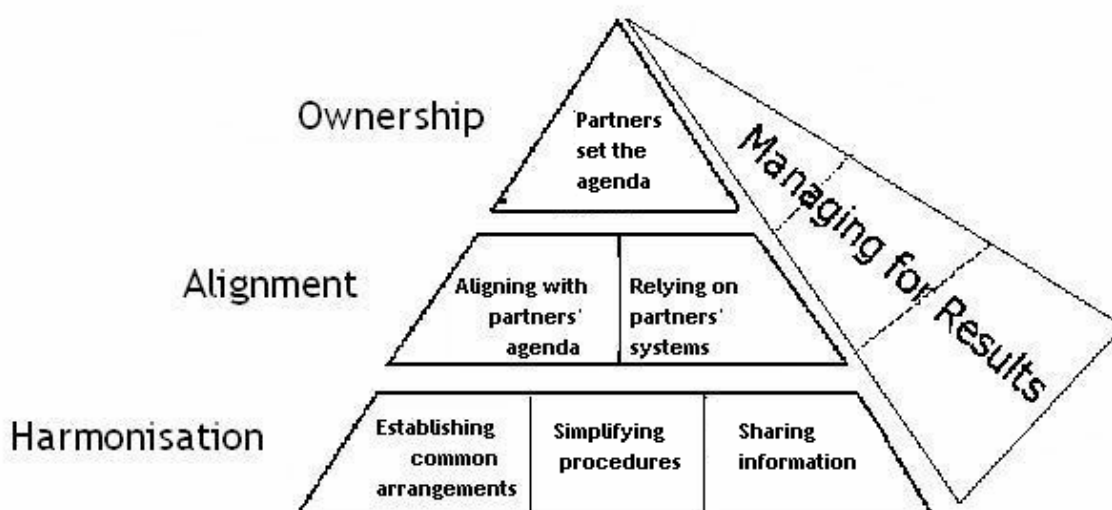 Ownership
Partners
set the
agenda
Managing for Results
Alignment
Aligning with
partners'
agenda
Relying on
partners'
systems
Harmonisation
Establishing
common
arrangements
Simplifying
procedures
Sharing
information